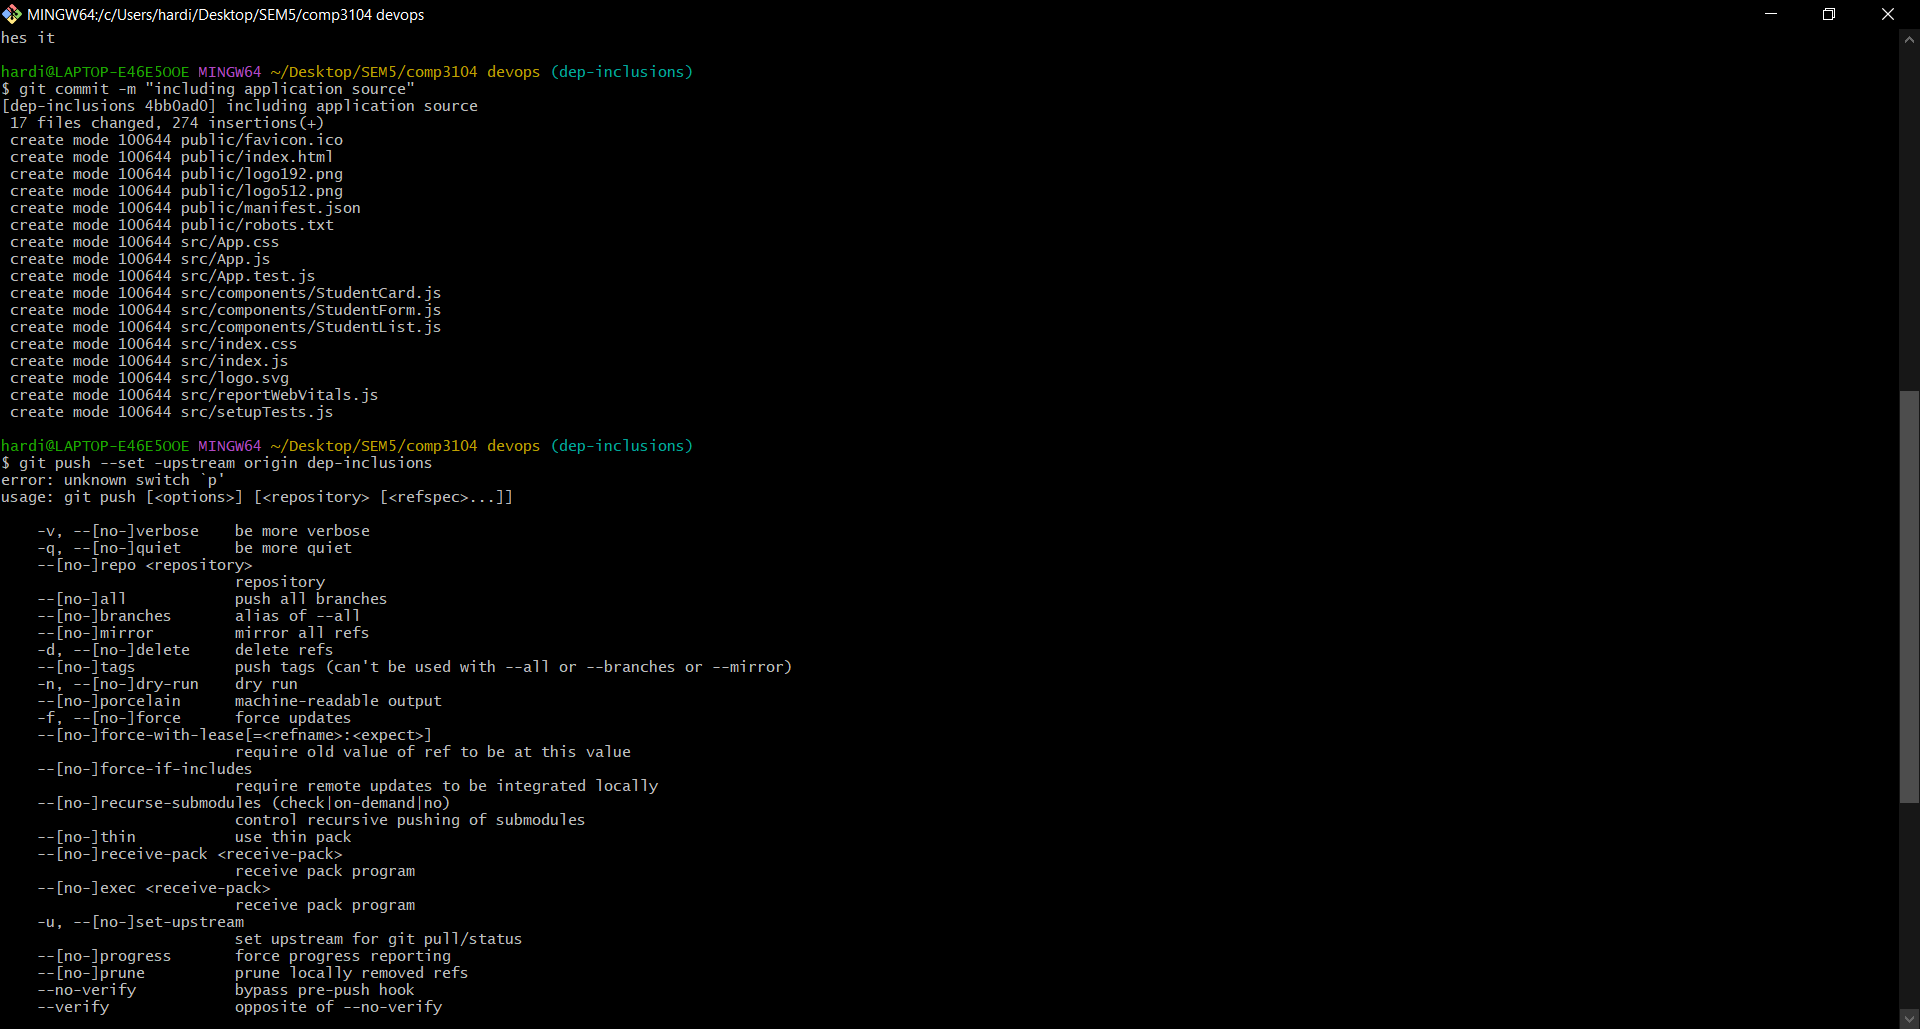 MINGW64:/c/Users/hardi/Desktop/SEM5/comp3104 devops
hes it
hardi@LAPTOP-E46E5OOE MINGW64 ~/Desktop/SEM5/comp3104 devops (dep-inclusions)
$ git commit -m "including application source"
[dep-inclusions 4bb0ad0] including application source
 17 files changed, 274 insertions(+)
 create mode 100644 public/favicon.ico
 create mode 100644 public/index.html
 create mode 100644 public/logo192.png
 create mode 100644 public/logo512.png
 create mode 100644 public/manifest.json
 create mode 100644 public/robots.txt
 create mode 100644 src/App.css
 create mode 100644 src/App.js
 create mode 100644 src/App.test.js
 create mode 100644 src/components/StudentCard.js
 create mode 100644 src/components/StudentForm.js
 create mode 100644 src/components/StudentList.js
 create mode 100644 src/index.css
 create mode 100644 src/index.js
 create mode 100644 src/logo.svg
 create mode 100644 src/reportWebVitals.js
 create mode 100644 src/setupTests.js
hardi@LAPTOP-E46E5OOE MINGW64 ~/Desktop/SEM5/comp3104 devops (dep-inclusions)
$ git push --set -upstream origin dep-inclusions
error: unknown switch `p'
usage: git push [<options>] [<repository> [<refspec>...]]
    -v, --[no-]verbose    be more verbose
    -q, --[no-]quiet      be more quiet
    --[no-]repo <repository>
                          repository
    --[no-]all            push all branches
    --[no-]branches       alias of --all
    --[no-]mirror         mirror all refs
    -d, --[no-]delete     delete refs
    --[no-]tags           push tags (can't be used with --all or --branches or --mirror)
    -n, --[no-]dry-run    dry run
    --[no-]porcelain      machine-readable output
    -f, --[no-]force      force updates
    --[no-]force-with-lease[=<refname>:<expect>]
                          require old value of ref to be at this value
    --[no-]force-if-includes
                          require remote updates to be integrated locally
    --[no-]recurse-submodules (check|on-demand|no)
                          control recursive pushing of submodules
    --[no-]thin           use thin pack
    --[no-]receive-pack <receive-pack>
                          receive pack program
    --[no-]exec <receive-pack>
                          receive pack program
    -u, --[no-]set-upstream
                          set upstream for git pull/status
    --[no-]progress       force progress reporting
    --[no-]prune          prune locally removed refs
    --no-verify           bypass pre-push hook
    --verify              opposite of --no-verify